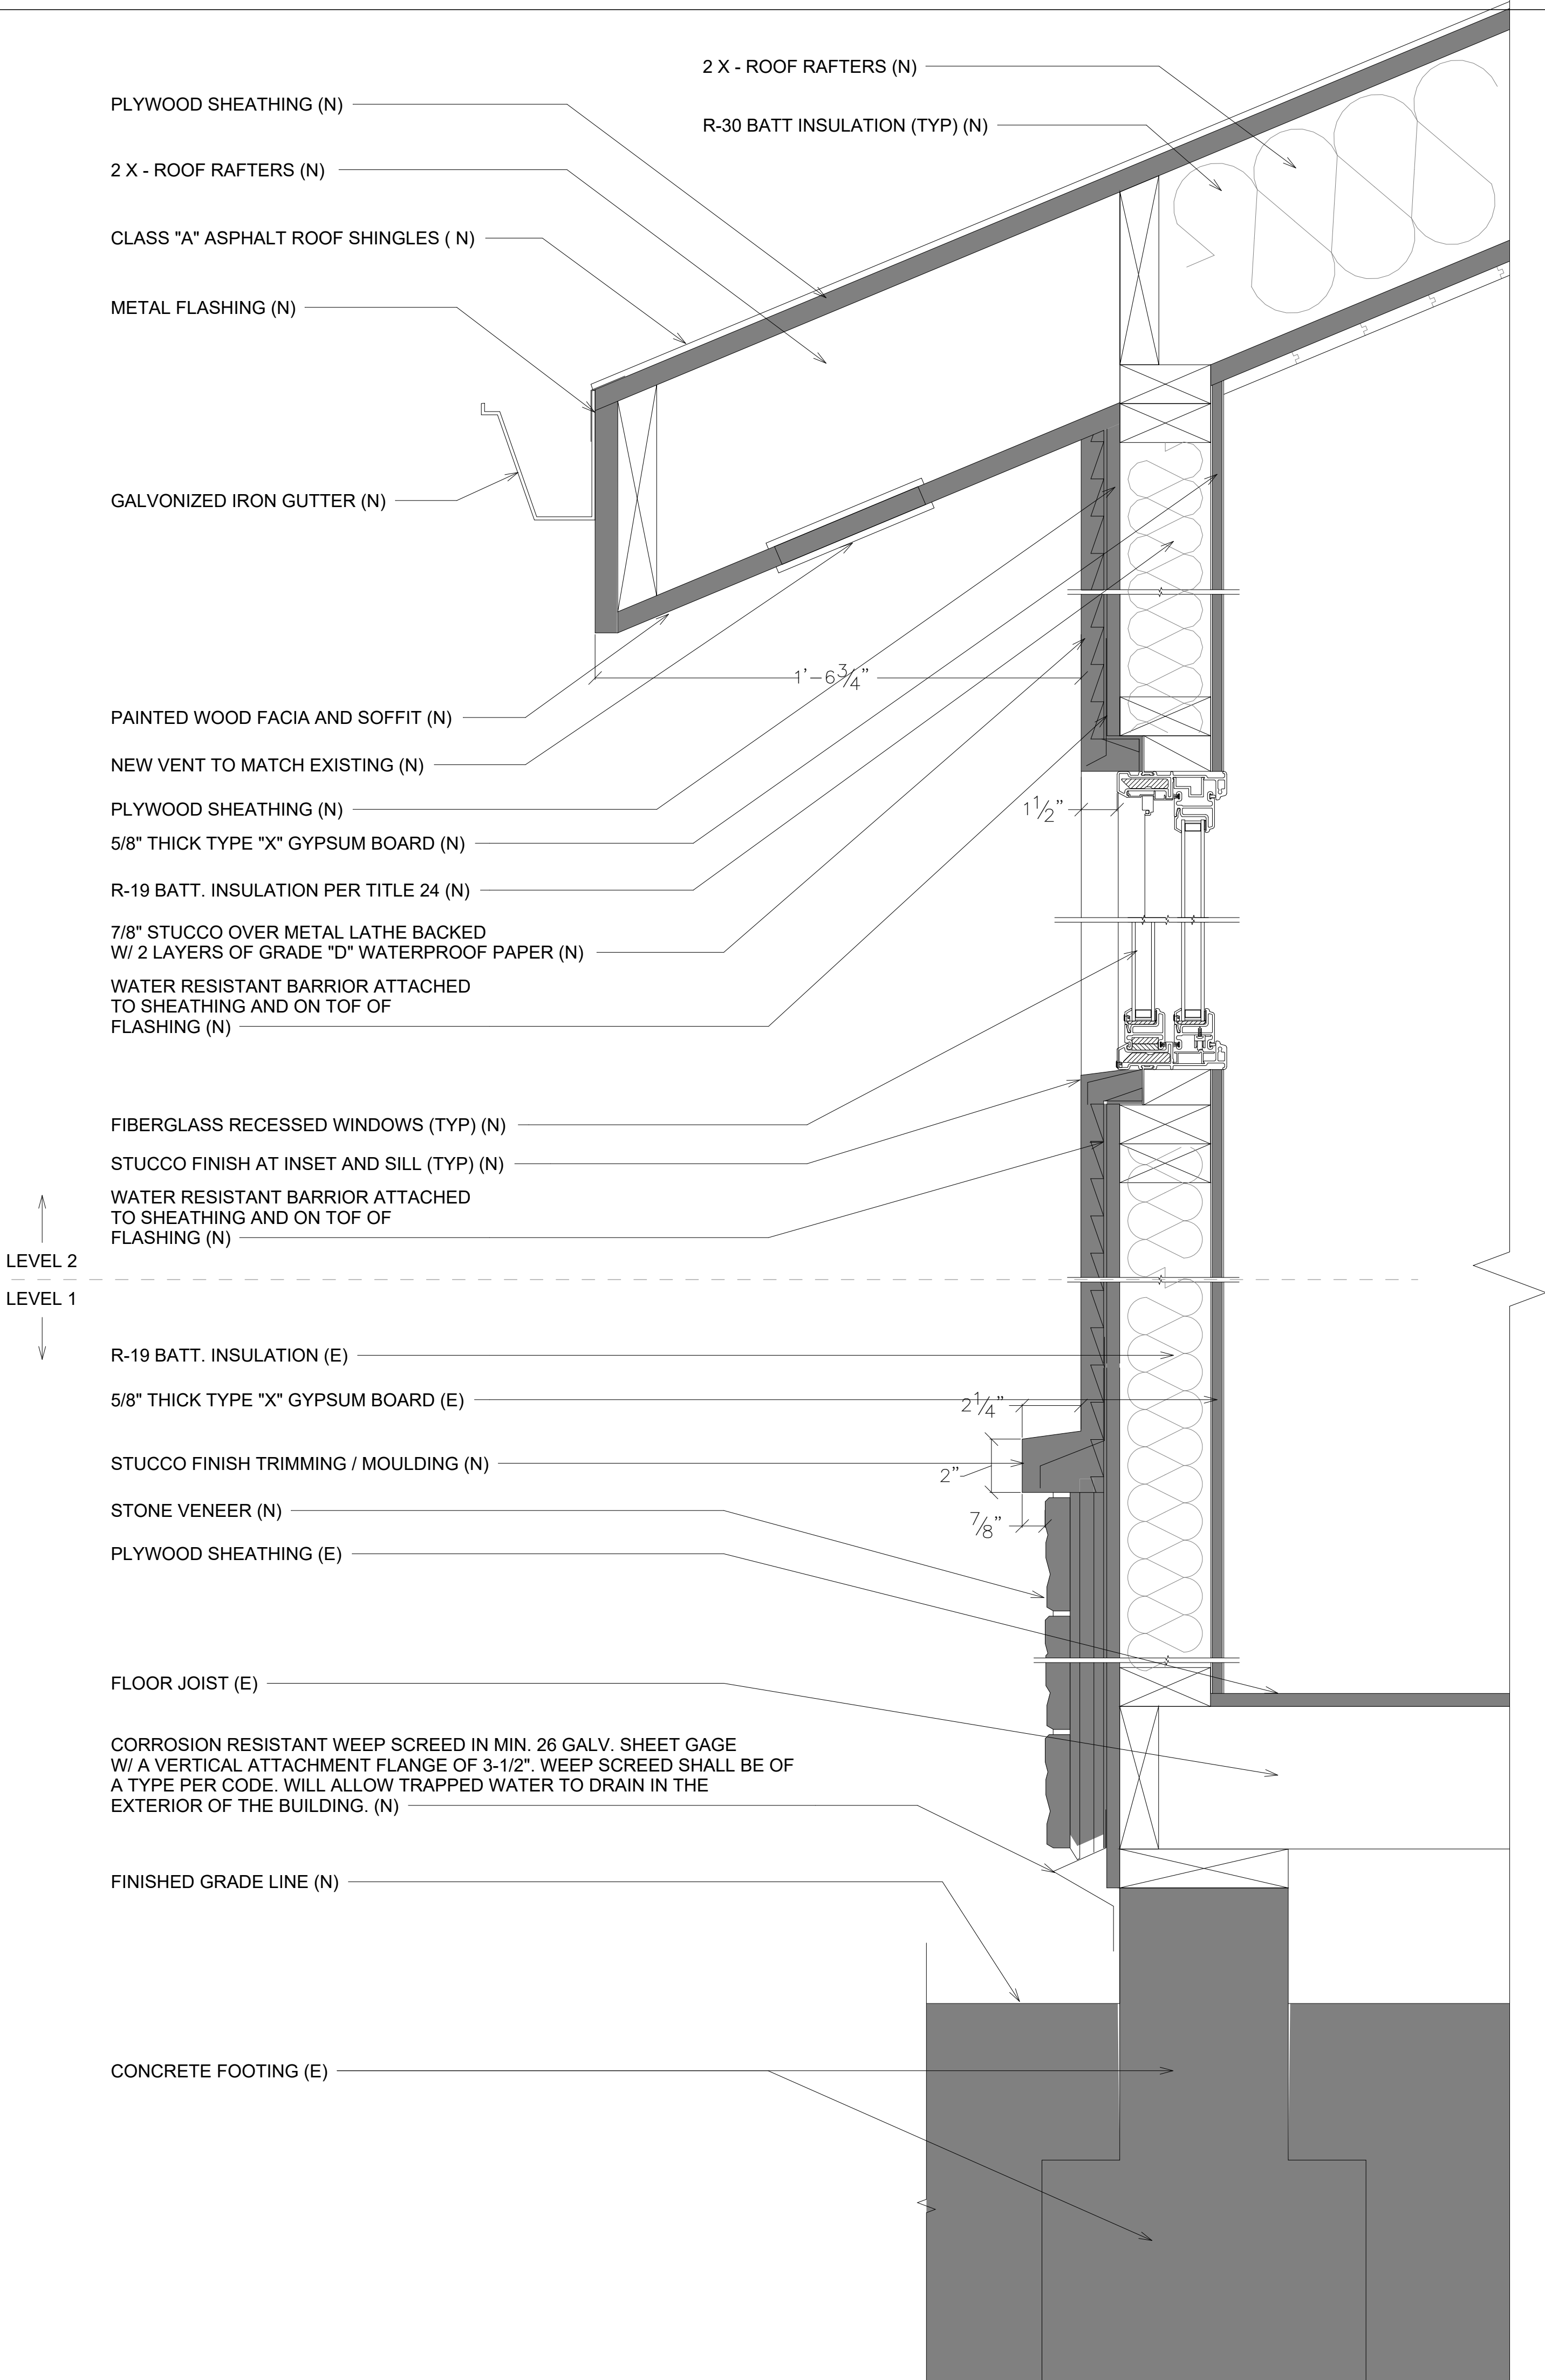 2 X - ROOF RAFTERS (N)
PLYWOOD SHEATHING (N)
R-30 BATT INSULATION (TYP) (N)
2 X - ROOF RAFTERS (N)
CLASS "A" ASPHALT ROOF SHINGLES ( N)
METAL FLASHING (N)
GALVONIZED IRON GUTTER (N)
1'-6 3/4"
PAINTED WOOD FACIA AND SOFFIT (N)
NEW VENT TO MATCH EXISTING (N)
PLYWOOD SHEATHING (N)
1 1/2"
5/8" THICK TYPE "X" GYPSUM BOARD (N)
R-19 BATT. INSULATION PER TITLE 24 (N)
7/8" STUCCO OVER METAL LATHE BACKED
W/ 2 LAYERS OF GRADE "D" WATERPROOF PAPER (N)
WATER RESISTANT BARRIOR ATTACHED
TO SHEATHING AND ON TOF OF
FLASHING (N)
FIBERGLASS RECESSED WINDOWS (TYP) (N)
STUCCO FINISH AT INSET AND SILL (TYP) (N)
WATER RESISTANT BARRIOR ATTACHED
TO SHEATHING AND ON TOF OF
FLASHING (N)
LEVEL 2
LEVEL 1
R-19 BATT. INSULATION (E)
5/8" THICK TYPE "X" GYPSUM BOARD (E)
2 1/4"
STUCCO FINISH TRIMMING / MOULDING (N)
2"
STONE VENEER (N)
7/8"
PLYWOOD SHEATHING (E)
FLOOR JOIST (E)
CORROSION RESISTANT WEEP SCREED IN MIN. 26 GALV. SHEET GAGE
W/ A VERTICAL ATTACHMENT FLANGE OF 3-1/2". WEEP SCREED SHALL BE OF
A TYPE PER CODE. WILL ALLOW TRAPPED WATER TO DRAIN IN THE
EXTERIOR OF THE BUILDING. (N)
FINISHED GRADE LINE (N)
CONCRETE FOOTING (E)